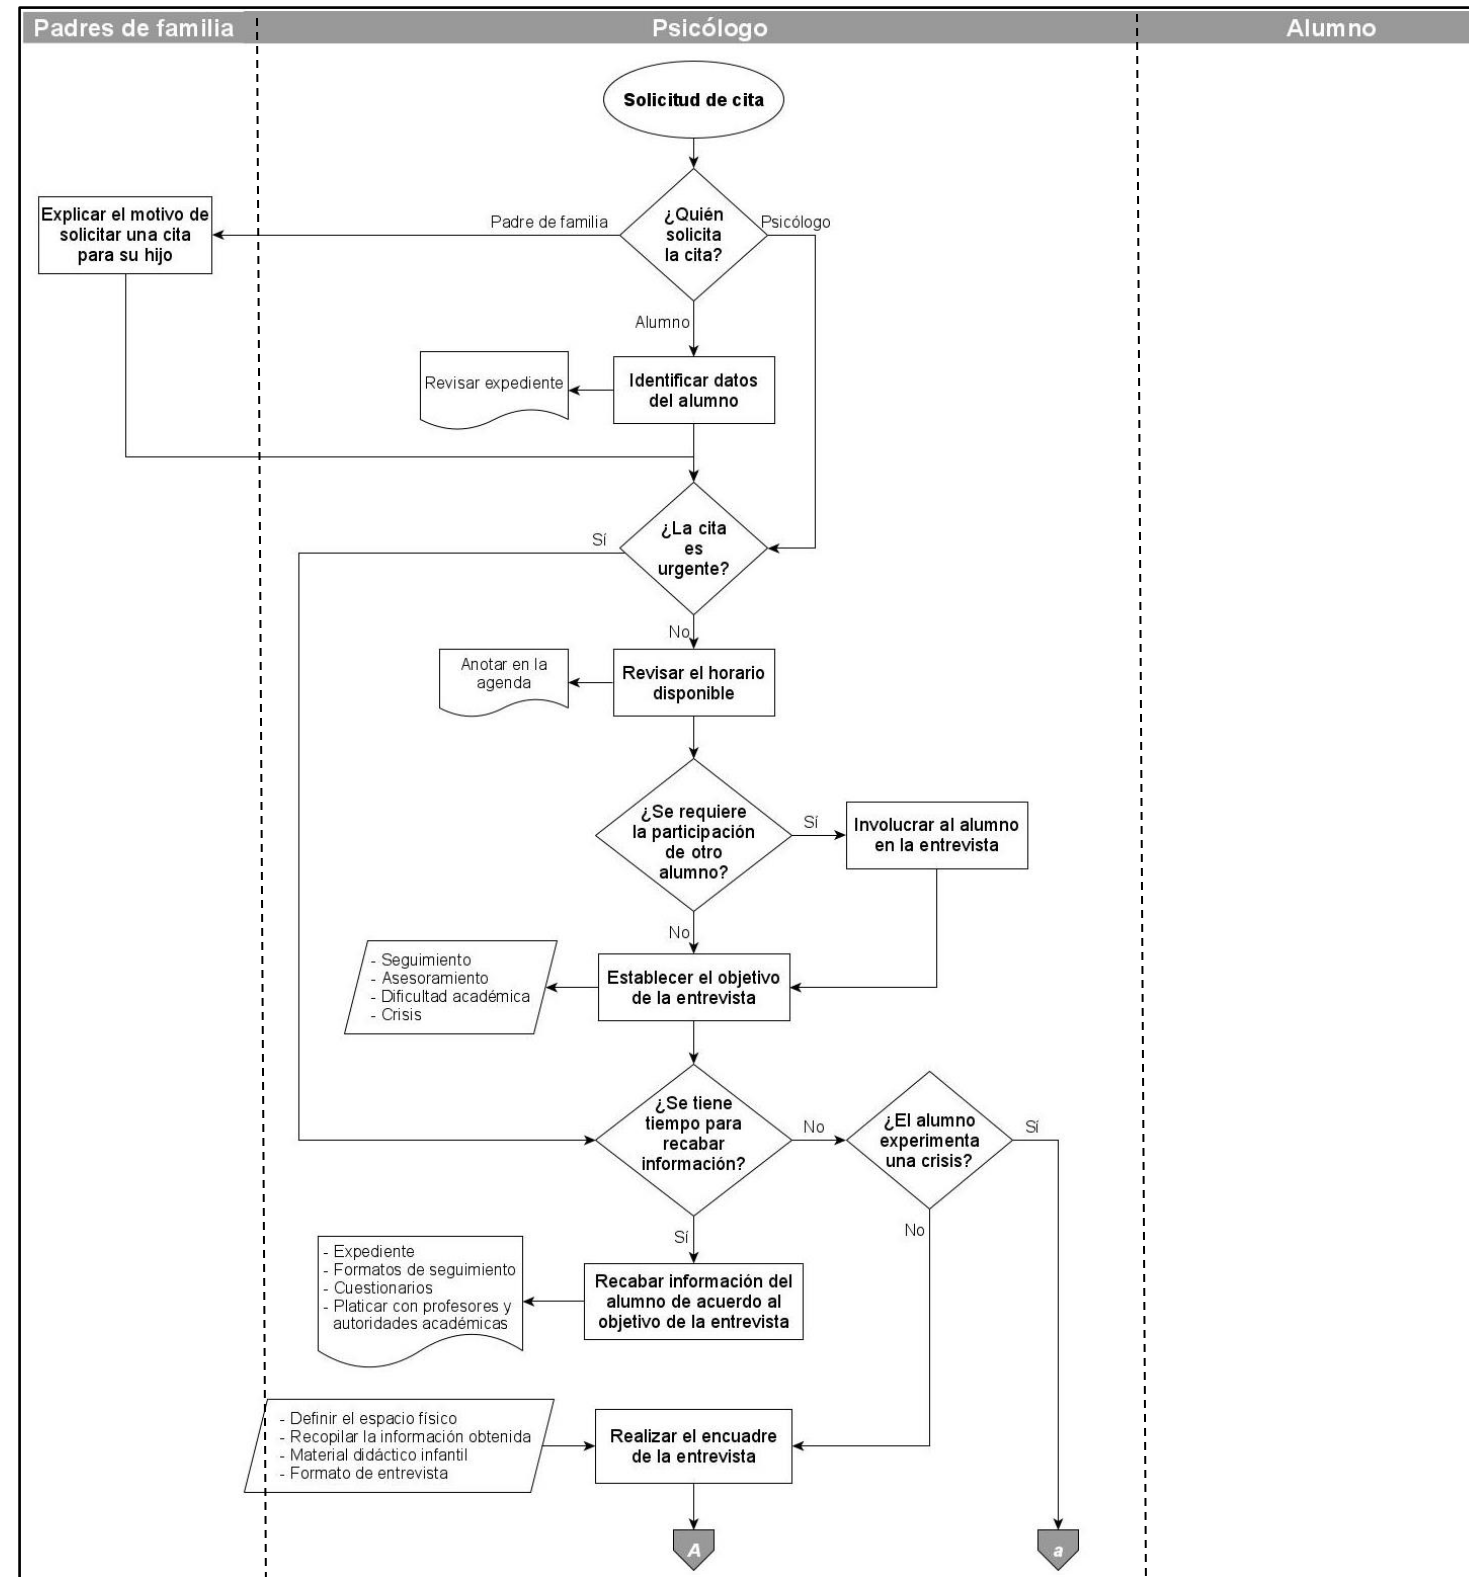 Padres de familia
Psicólogo
Alumno
Solicitud de cita
¿Quién
solicita
la cita?
Padre de familia
Psicólogo
Alumno
Explicar el motivo de
solicitar una cita
para su hijo
Revisar expediente
Identificar datos
del alumno
¿La cita
es
urgente?
Sí
No
Anotar en la
agenda
Revisar el horario
disponible
¿Se requiere
la participación
de otro
alumno?
Sí
Involucrar al alumno
en la entrevista
No
- Seguimiento
- Asesoramiento
- Dificultad académica
- Crisis
Establecer el objetivo
de la entrevista
¿Se tiene
tiempo para
recabar
información?
No
¿El alumno
experimenta
una crisis?
Sí
Sí
No
- Expediente
- Formatos de seguimiento
- Cuestionarios
- Platicar con profesores y
autoridades académicas
Recabar información del
alumno de acuerdo al
objetivo de la entrevista
- Definir el espacio físico
- Recopilar la información obtenida
- Material didáctico infantil
- Formato de entrevista
Realizar el encuadre
de la entrevista
A
a